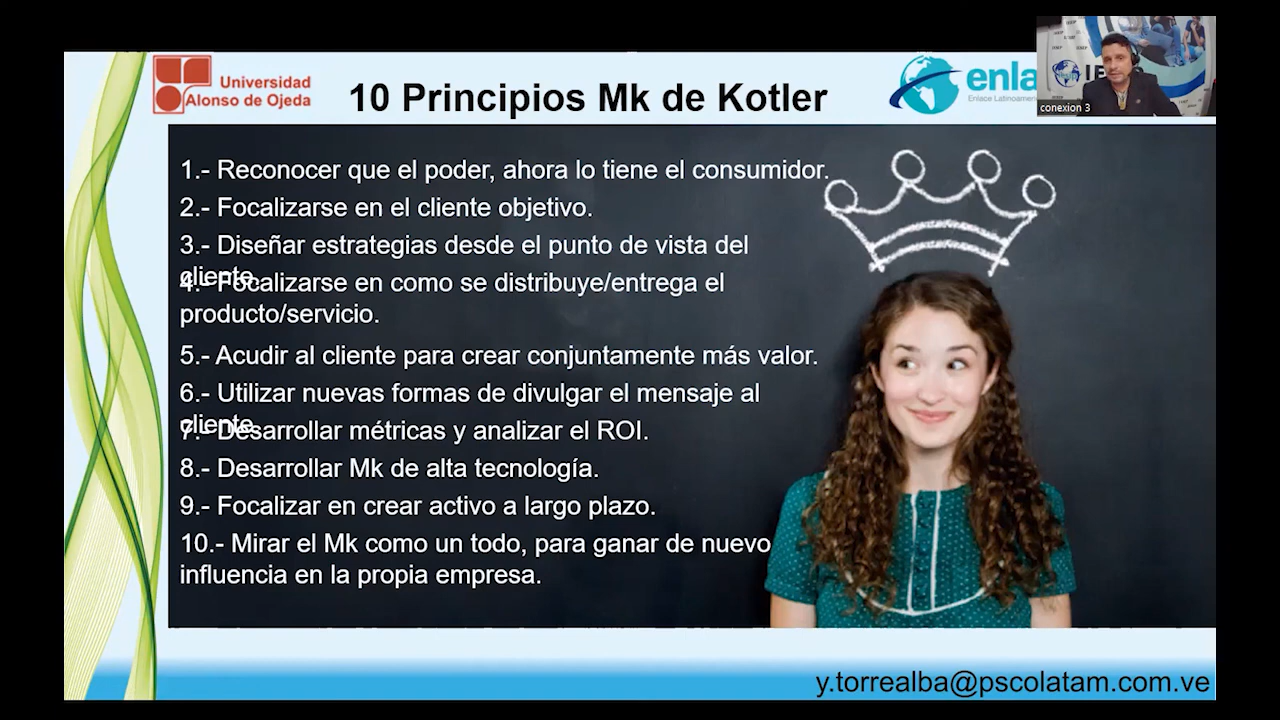 Universidad
Alonso de Ojeda
10 Principios Mk de Kotler
enla
Enlace Latinoamer
conexion 3
1.- Reconocer que el poder, ahora lo tiene el consumidor.
2.- Focalizarse en el cliente objetivo.
3.- Diseñar estrategias desde el punto de vista del
cliente.
4.- Focalizarse en como se distribuye/entrega el
producto/servicio.
5.- Acudir al cliente para crear conjuntamente más valor.
6.- Utilizar nuevas formas de divulgar el mensaje al
cliente.
7.- Desarrollar métricas y analizar el ROI.
8.- Desarrollar Mk de alta tecnología.
9.- Focalizar en crear activo a largo plazo.
10.- Mirar el Mk como un todo, para ganar de nuevo
influencia en la propia empresa.
y.torrealba@pscolatam.com.ve